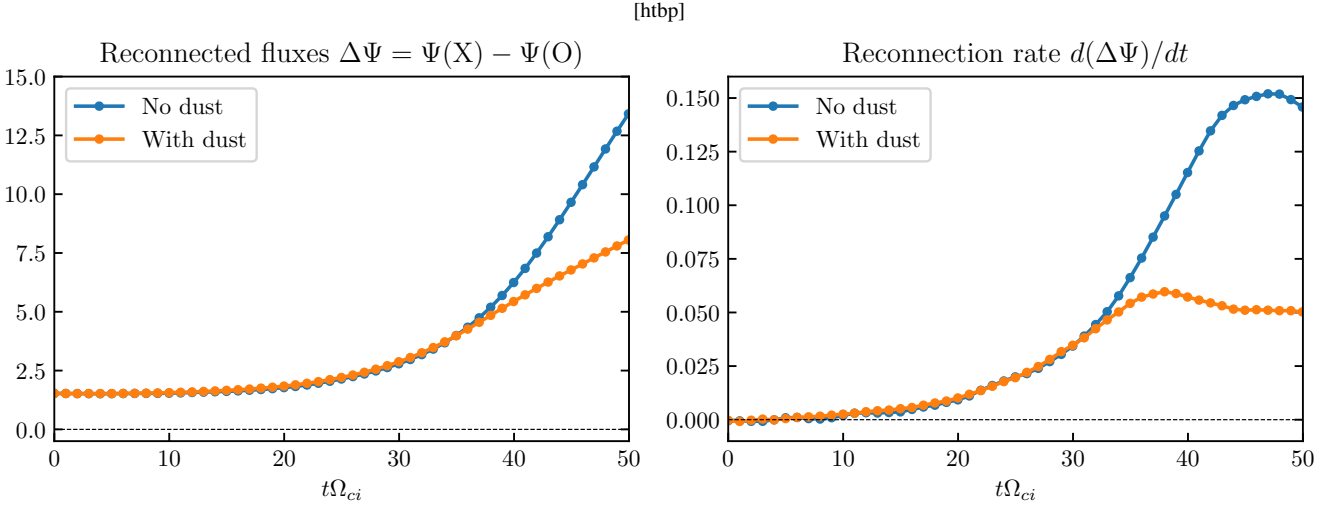 [htbp]
Reconnected fluxes ΔΨ = Ψ(X) − Ψ(O)
15.0
12.5
10.0
7.5
5.0
2.5
0.0
No dust
With dust
0 10 20 30 40 50
tΩci
Reconnection rate d(ΔΨ)/dt
0.150
0.125
0.100
0.075
0.050
0.025
0.000
No dust
With dust
0 10 20 30 40 50
tΩci